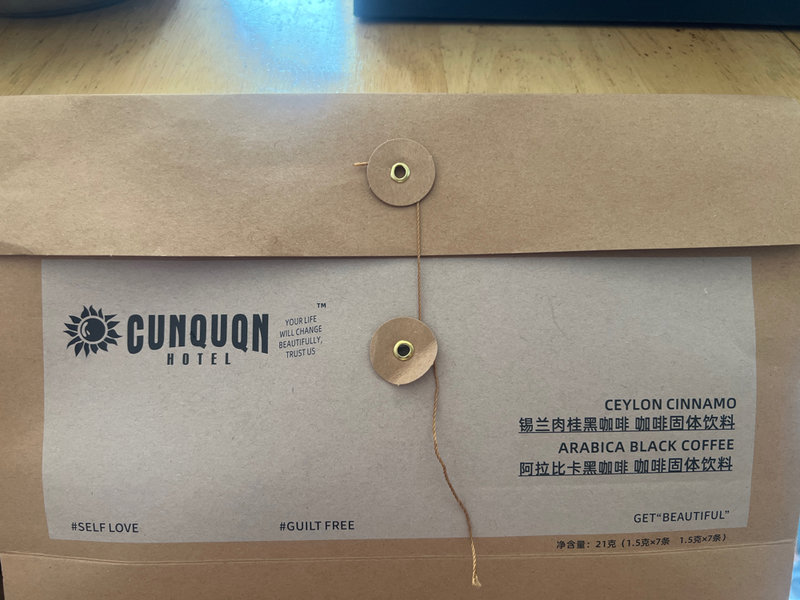 CUNQUQN
HOTEL
™
YOUR LIFE
WILL CHANGE
BEAUTIFULLY,
TRUST US
CEYLON CINNAMO
锡兰肉桂黑咖啡 咖啡固体饮料
ARABICA BLACK COFFEE
阿拉比卡黑咖啡 咖啡固体饮料
#SELF LOVE
#GUILT FREE
GET“BEAUTIFUL”
净含量：21克（1.5克×7条 1.5克×7条）